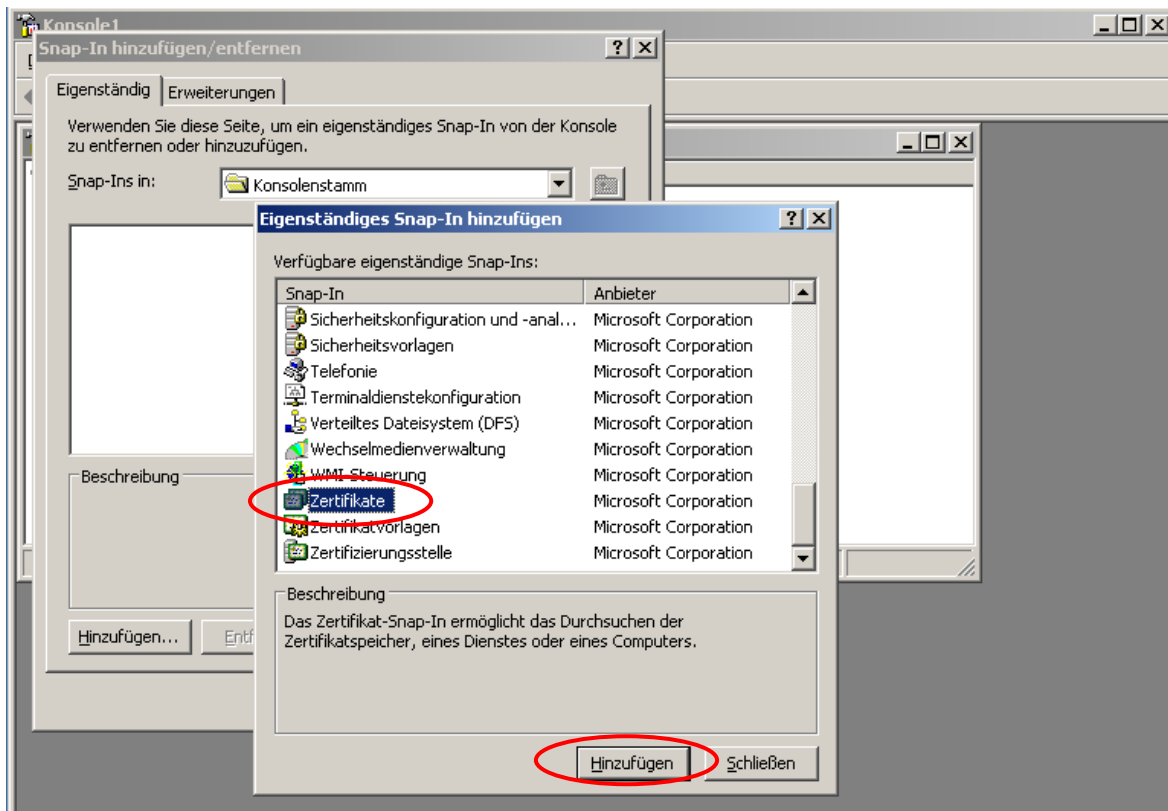 Konsole1
Snap-In hinzufügen/entfernen
Eigenständig Erweiterungen
Verwenden Sie diese Seite, um ein eigenständiges Snap-In von der Konsole
zu entfernen oder hinzuzufügen.
Snap-Ins in: Konsolenstamm
Beschreibung
Hinzufügen...
Eigenständiges Snap-In hinzufügen
Verfügbare eigenständige Snap-Ins:
Snap-In Anbieter
Sicherheitskonfiguration und -anal... Microsoft Corporation
Sicherheitsvorlagen Microsoft Corporation
Telefonie Microsoft Corporation
Terminaldienstekonfiguration Microsoft Corporation
Verteiltes Dateisystem (DFS) Microsoft Corporation
Wechselmedienverwaltung Microsoft Corporation
WMI-Steuerung Microsoft Corporation
Zertifikate Microsoft Corporation
Zertifikatvorlagen Microsoft Corporation
Zertifizierungsstelle Microsoft Corporation
Beschreibung
Das Zertifikat-Snap-In ermöglicht das Durchsuchen der
Zertifikatspeicher, eines Dienstes oder eines Computers.
Hinzufügen Schließen